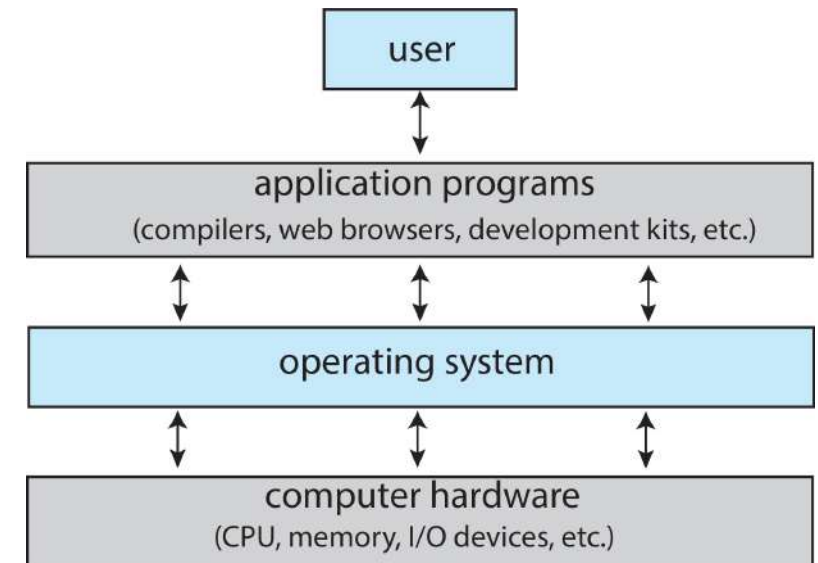 user
application programs
(compilers, web browsers, development kits, etc.)
operating system
computer hardware
(CPU, memory, I/O devices, etc.)